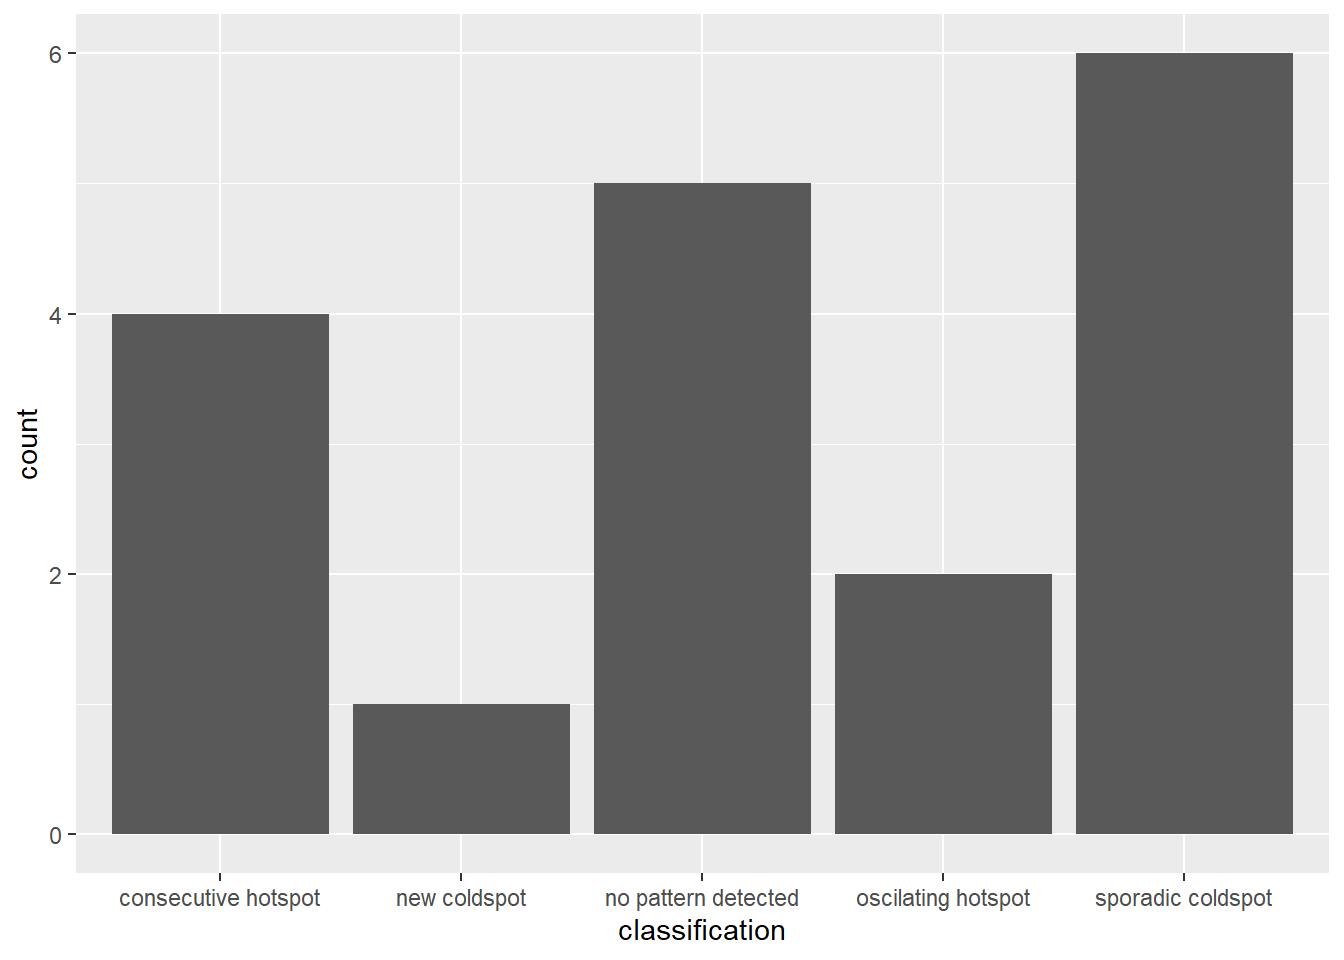 6
4
2
0
count
consecutive hotspot
new coldspot
no pattern detected
oscilating hotspot
sporadic coldspot
classification